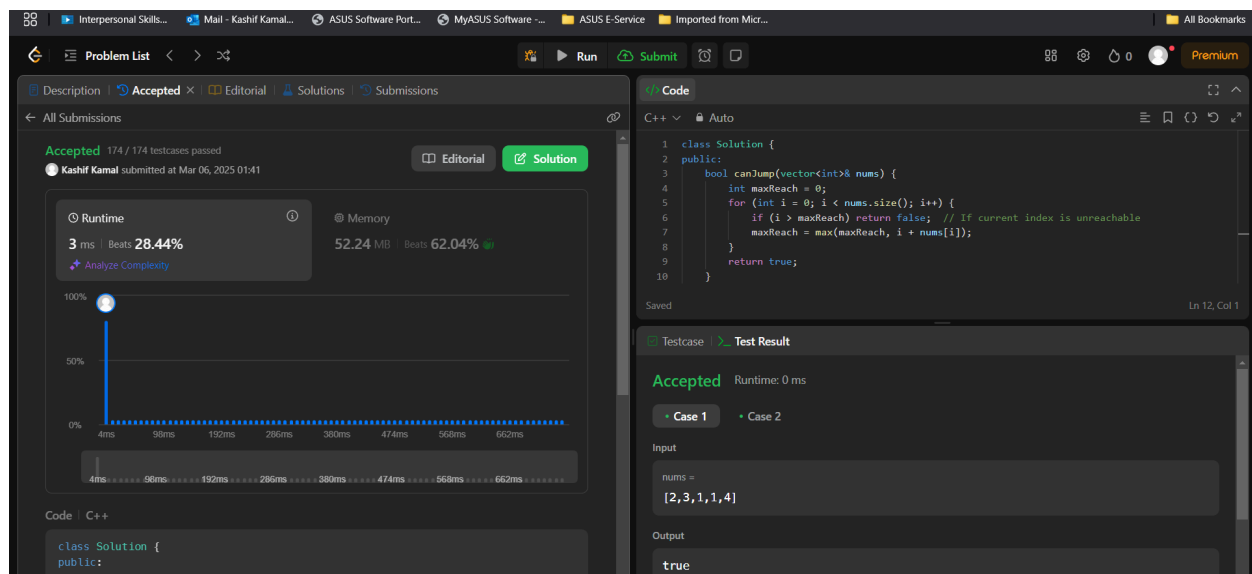 Interpersonal Skills... Mail - Kashif Kamal... ASUS Software Port... MyASUS Software -... ASUS E-Service Imported from Micr... All Bookmarks
Problem List Run Submit 0 Premium
Description Accepted Editorial Solutions Submissions
All Submissions
Accepted 174 / 174 testcases passed
Kashif Kamal submitted at Mar 06, 2025 01:41
Editorial Solution
Runtime
3 ms Beats 28.44%
Analyze Complexity
Memory
52.24 MB Beats 62.04%
100%
50%
0%
4ms 98ms 192ms 286ms 380ms 474ms 568ms 662ms
4ms 98ms 192ms 286ms 380ms 474ms 568ms 662ms
Code C++
class Solution {
public:
</> Code
C++ Auto
1 class Solution {
2 public:
3 bool canJump(vector<int>& nums) {
4 int maxReach = 0;
5 for (int i = 0; i < nums.size(); i++) {
6 if (i > maxReach) return false; // If current index is unreachable
7 maxReach = max(maxReach, i + nums[i]);
8 }
9 return true;
10 }
Saved Ln 12, Col 1
Testcase >_ Test Result
Accepted Runtime: 0 ms
• Case 1 • Case 2
Input
nums =
[2,3,1,1,4]
Output
true